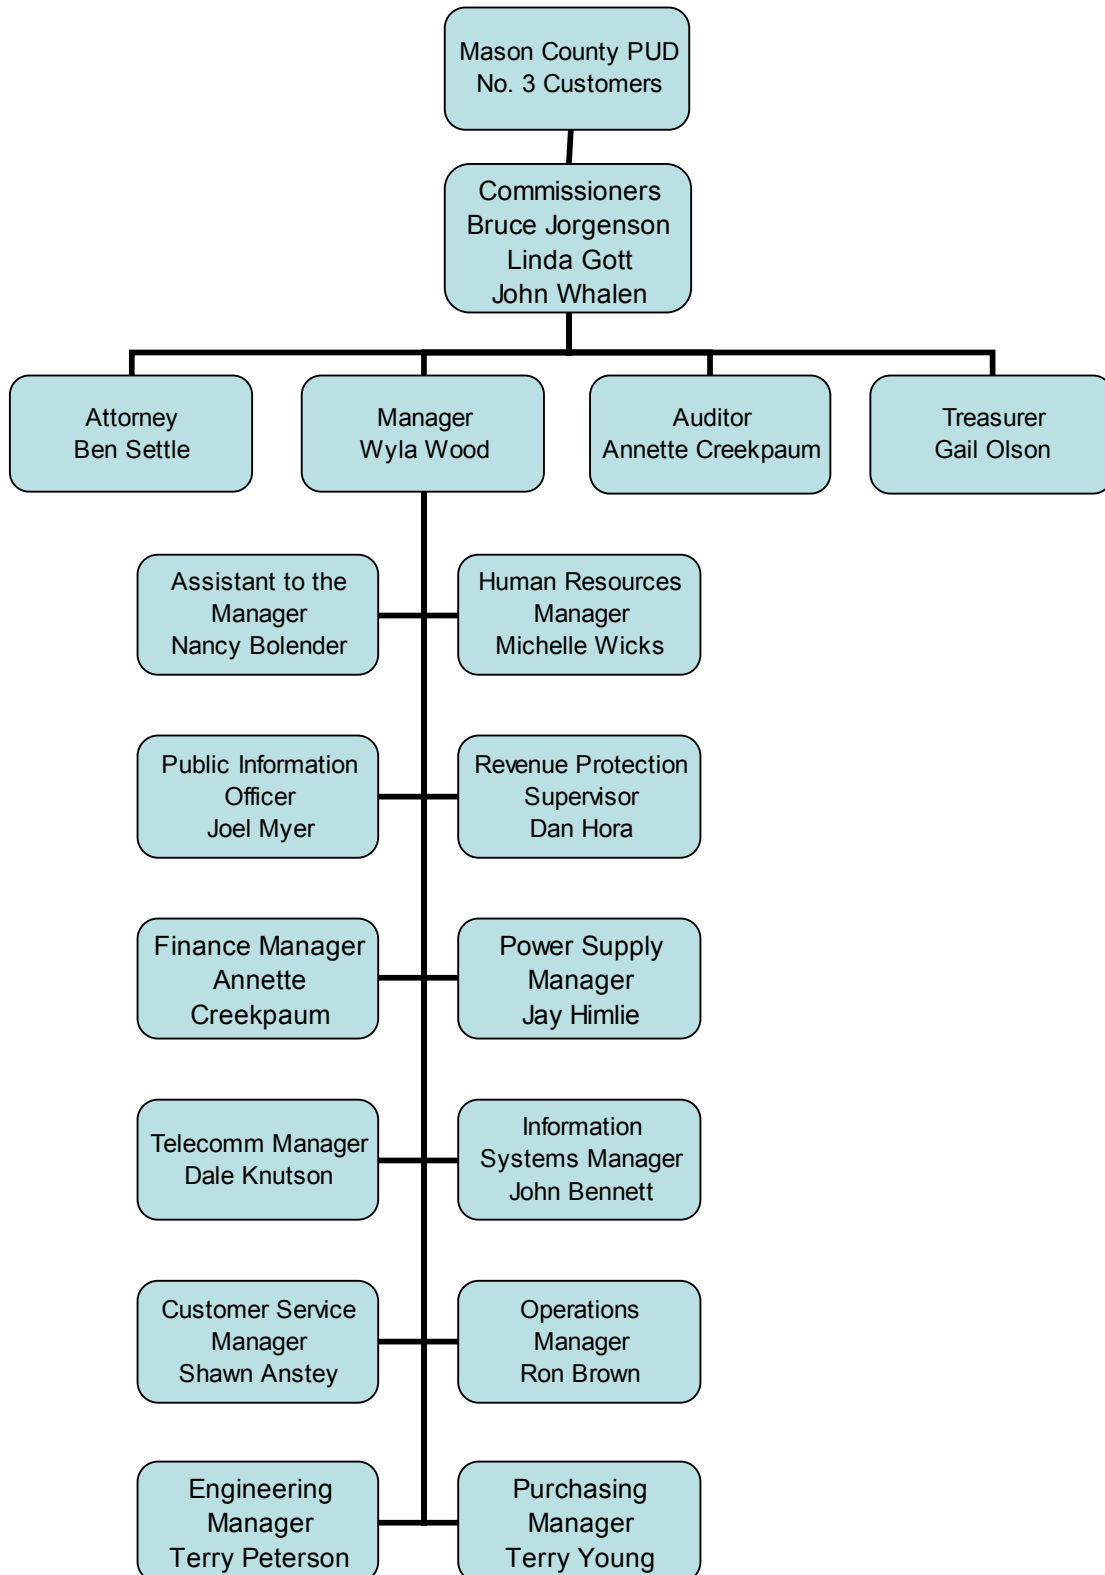 Mason County PUD
No. 3 Customers
Commissioners
Bruce Jorgenson
Linda Gott
John Whalen
Attorney
Ben Settle
Manager
Wyla Wood
Auditor
Annette Creekpaum
Treasurer
Gail Olson
Assistant to the
Manager
Nancy Bolender
Human Resources
Manager
Michelle Wicks
Public Information
Officer
Joel Myer
Revenue Protection
Supervisor
Dan Hora
Finance Manager
Annette
Creekpaum
Power Supply
Manager
Jay Himlie
Telecomm Manager
Dale Knutson
Information
Systems Manager
John Bennett
Customer Service
Manager
Shawn Anstey
Operations
Manager
Ron Brown
Engineering
Manager
Terry Peterson
Purchasing
Manager
Terry Young